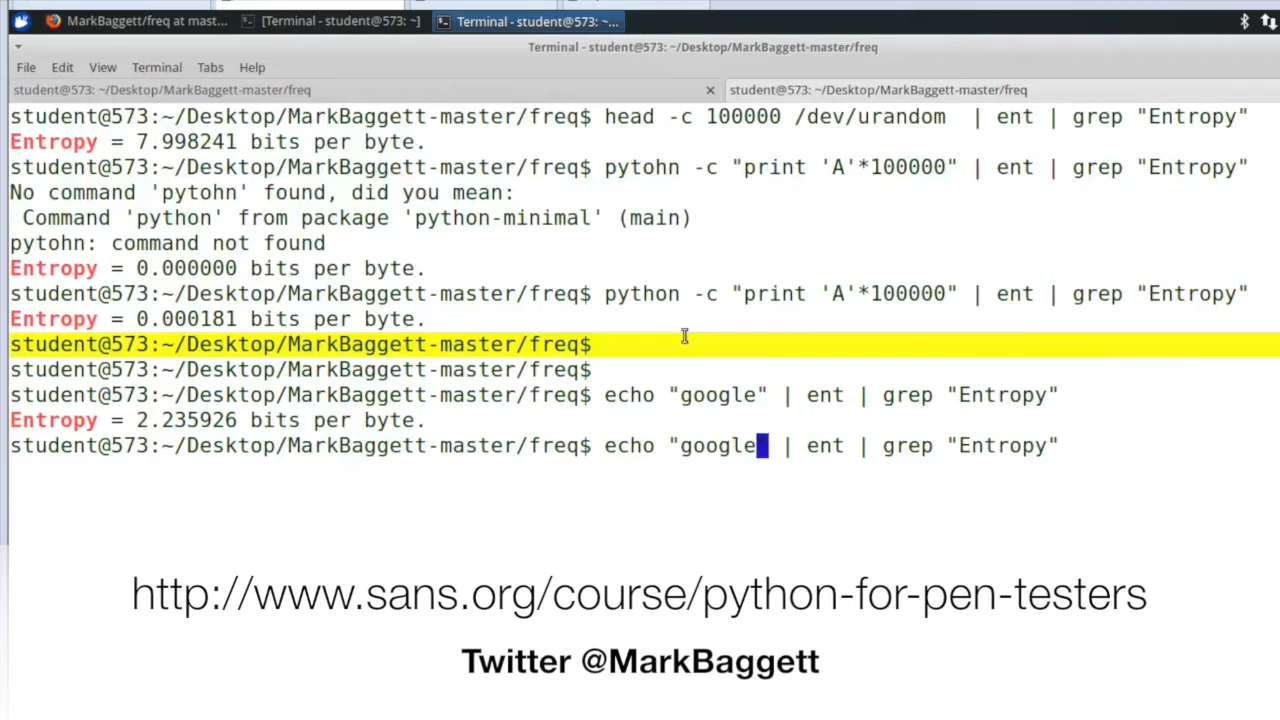 MarkBaggett/freq at mast... [Terminal - student@573: ~] Terminal - student@573: ~...
Terminal - student@573: ~/Desktop/MarkBaggett-master/freq
File Edit View Terminal Tabs Help
student@573: ~/Desktop/MarkBaggett-master/freq × student@573: ~/Desktop/MarkBaggett-master/freq
student@573:~/Desktop/MarkBaggett-master/freq$ head -c 100000 /dev/urandom  | ent | grep "Entropy"
Entropy = 7.998241 bits per byte.
student@573:~/Desktop/MarkBaggett-master/freq$ pytohn -c "print 'A'*100000" | ent | grep "Entropy"
No command 'pytohn' found, did you mean:
 Command 'python' from package 'python-minimal' (main)
pytohn: command not found
Entropy = 0.000000 bits per byte.
student@573:~/Desktop/MarkBaggett-master/freq$ python -c "print 'A'*100000" | ent | grep "Entropy"
Entropy = 0.000181 bits per byte.
student@573:~/Desktop/MarkBaggett-master/freq$
student@573:~/Desktop/MarkBaggett-master/freq$
student@573:~/Desktop/MarkBaggett-master/freq$ echo "google" | ent | grep "Entropy"
Entropy = 2.235926 bits per byte.
student@573:~/Desktop/MarkBaggett-master/freq$ echo "google" | ent | grep "Entropy"
http://www.sans.org/course/python-for-pen-testers
Twitter @MarkBaggett